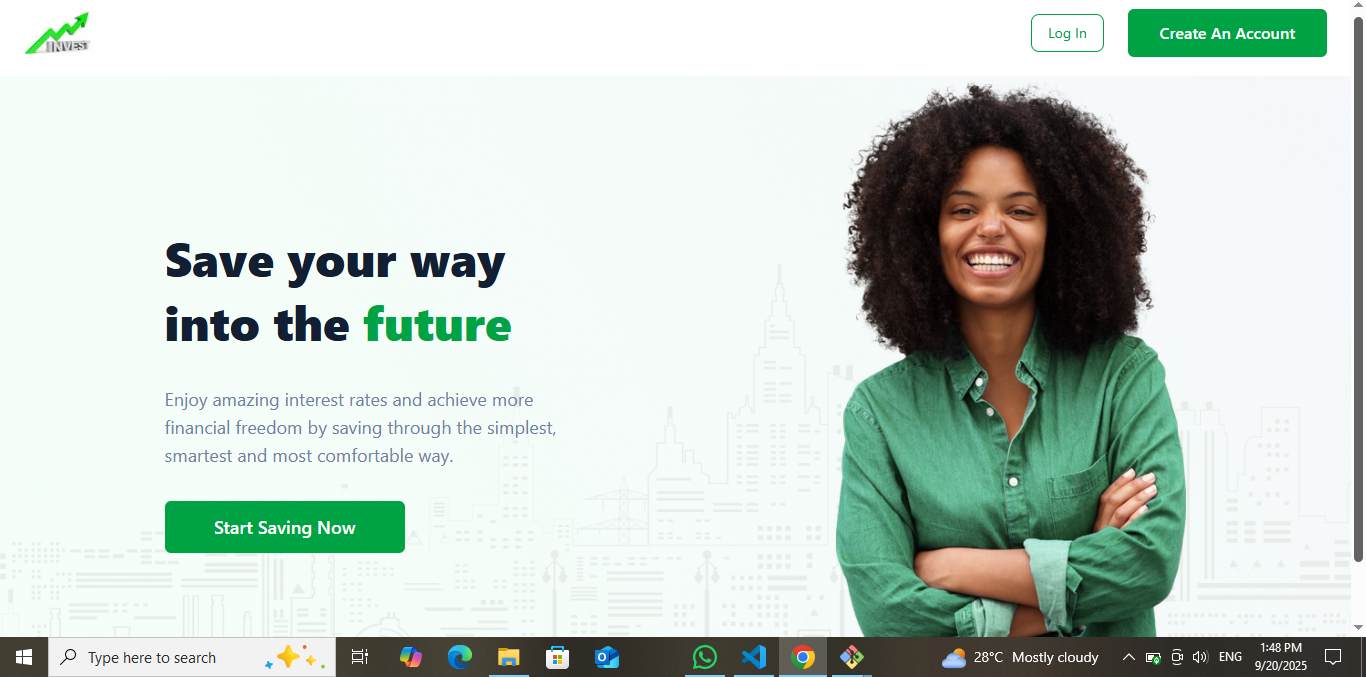 INVEST
Log In
Create An Account
Save your way
into the future
Enjoy amazing interest rates and achieve more
financial freedom by saving through the simplest,
smartest and most comfortable way.
Start Saving Now
Type here to search
28°C Mostly cloudy
ENG
1:48 PM
9/20/2025